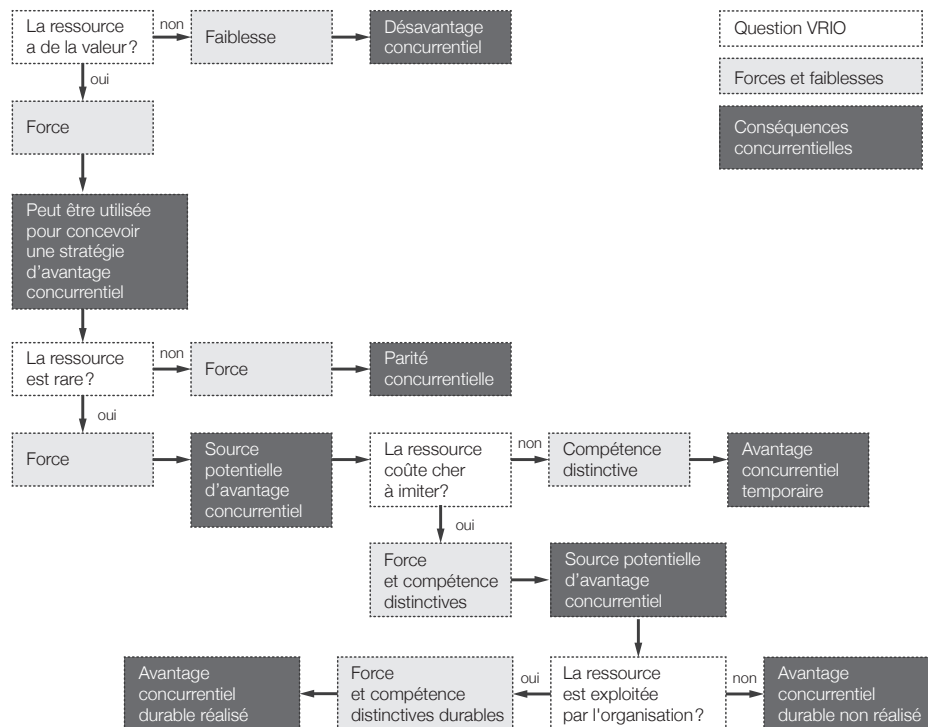 La ressource
a de la valeur ?
non
Faiblesse
Désavantage
concurrentiel
Question VRIO
Forces et faiblesses
Conséquences
concurrentielles
oui
Force
Peut être utilisée
pour concevoir
une stratégie
d'avantage
concurrentiel
La ressource
est rare ?
non
Force
Parité
concurrentielle
oui
Force
Source
potentielle
d'avantage
concurrentiel
La ressource
coûte cher
à imiter?
non
Compétence
distinctive
Avantage
concurrentiel
temporaire
oui
Force
et compétence
distinctives
Source potentielle
d'avantage
concurrentiel
Avantage
concurrentiel
durable réalisé
Force
et compétence
distinctives durables
oui
La ressource
est exploitée
par l'organisation ?
non
Avantage
concurrentiel
durable non réalisé